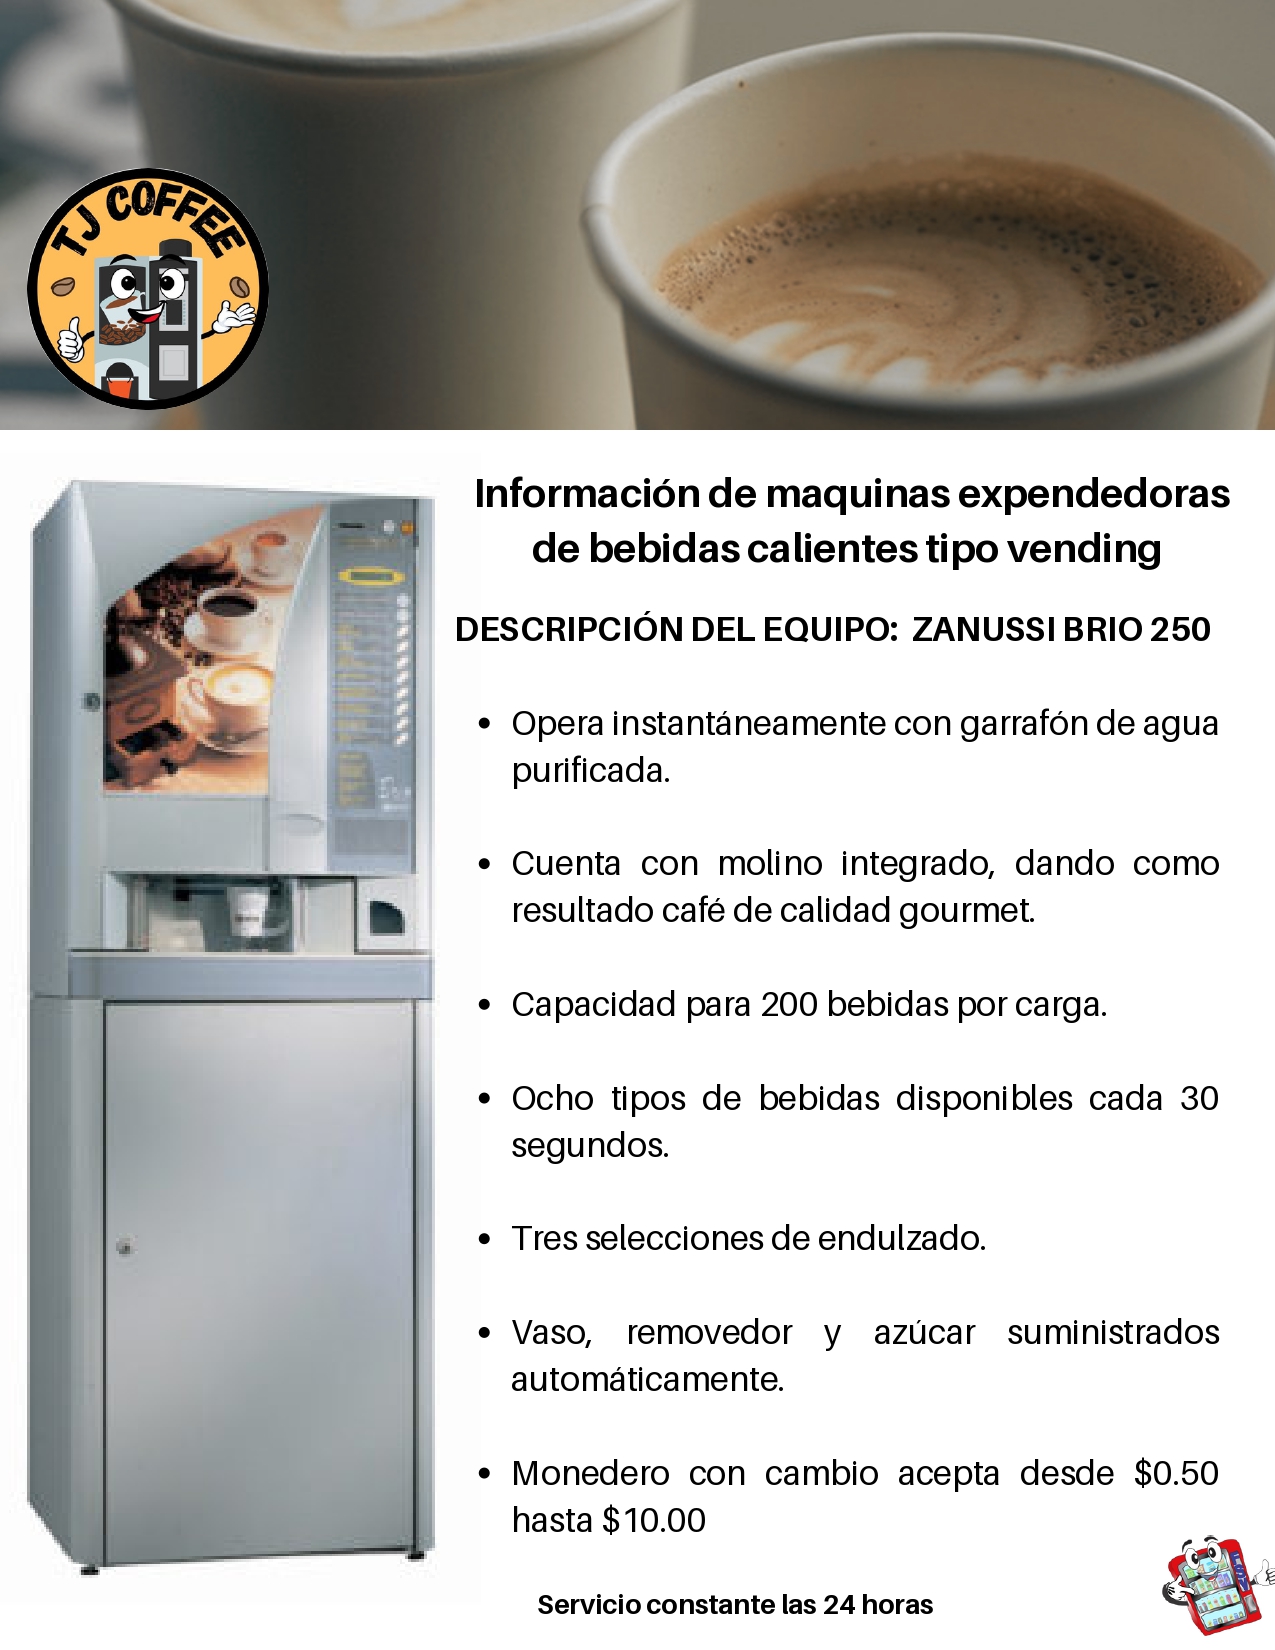 TJ COFFEE
Información de maquinas expendedoras
de bebidas calientes tipo vending
DESCRIPCIÓN DEL EQUIPO: ZANUSSI BRIO 250
• Opera instantáneamente con garrafón de agua
purificada.
• Cuenta con molino integrado, dando como
resultado café de calidad gourmet.
• Capacidad para 200 bebidas por carga.
• Ocho tipos de bebidas disponibles cada 30
segundos.
• Tres selecciones de endulzado.
• Vaso, removedor y azúcar suministrados
automáticamente.
• Monedero con cambio acepta desde $0.50
hasta $10.00
Servicio constante las 24 horas